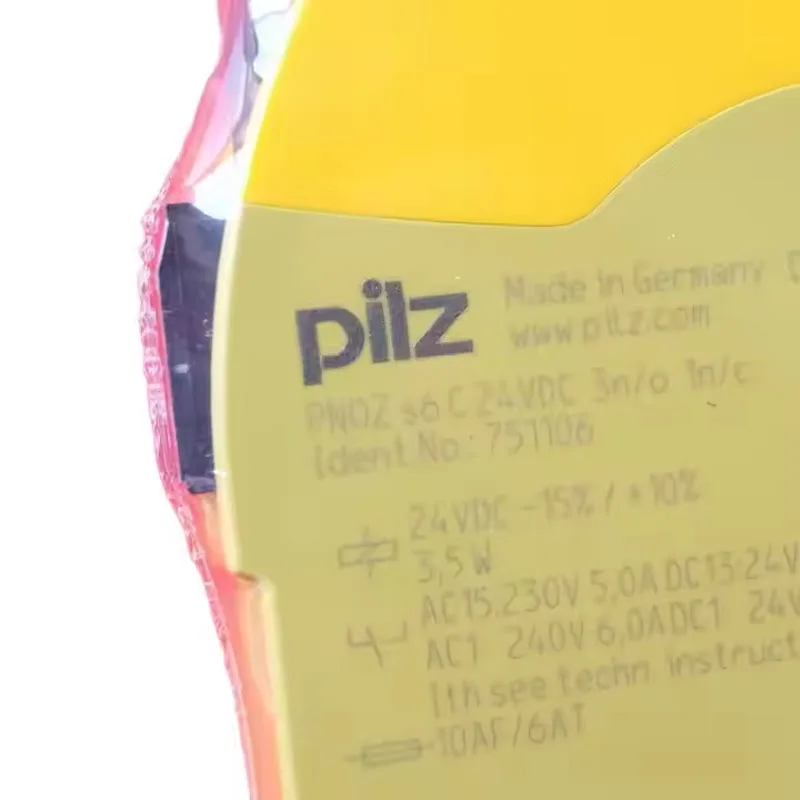 pilz
Made in Germany
www.pilz.com
PNOZ s6 C 24VDC 3n/o 1n/c
Ident.No.: 751106
24VDC -15% / +10%
3,5 W
AC15.230V 5,0A DC13:24V
AC1 240V 6,0A DC1 24V
Ith see techn. instruct
10AF/6AT